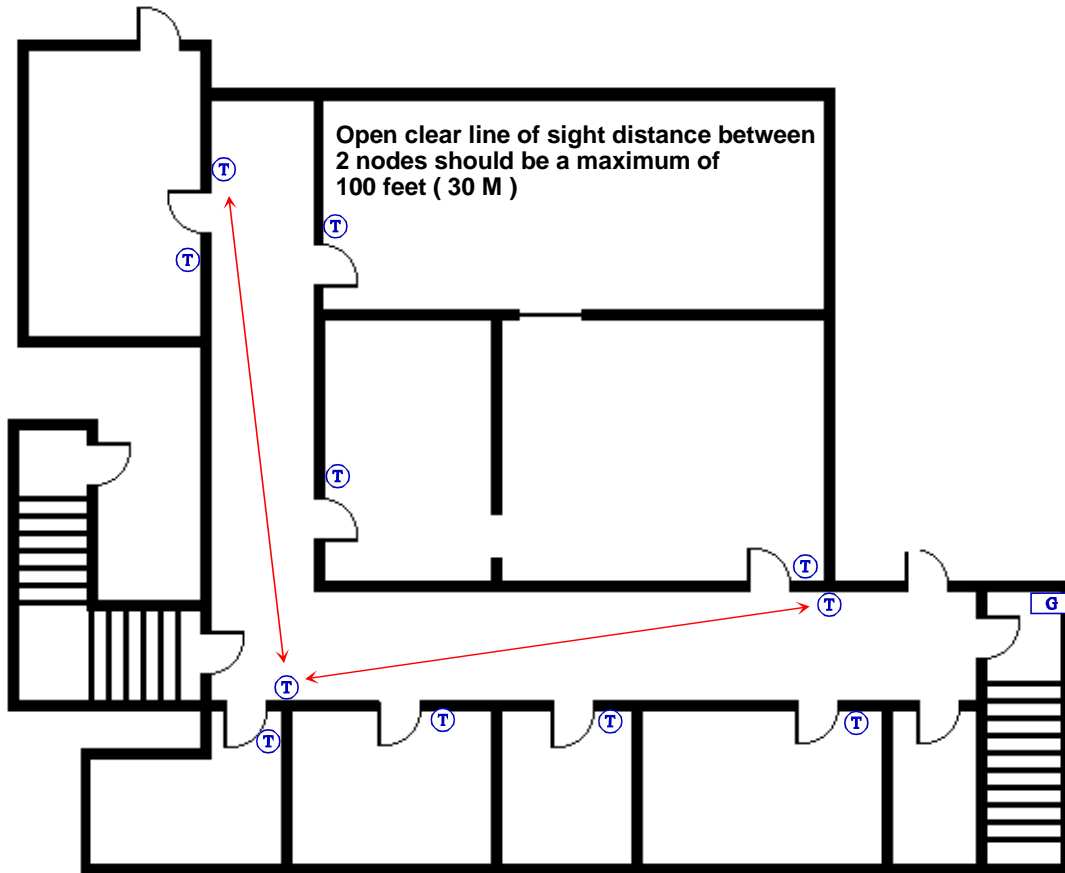 Open clear line of sight distance between
2 nodes should be a maximum of
100 feet ( 30 M )
T
T
T
T
T
T
G
T
T
T
T
T